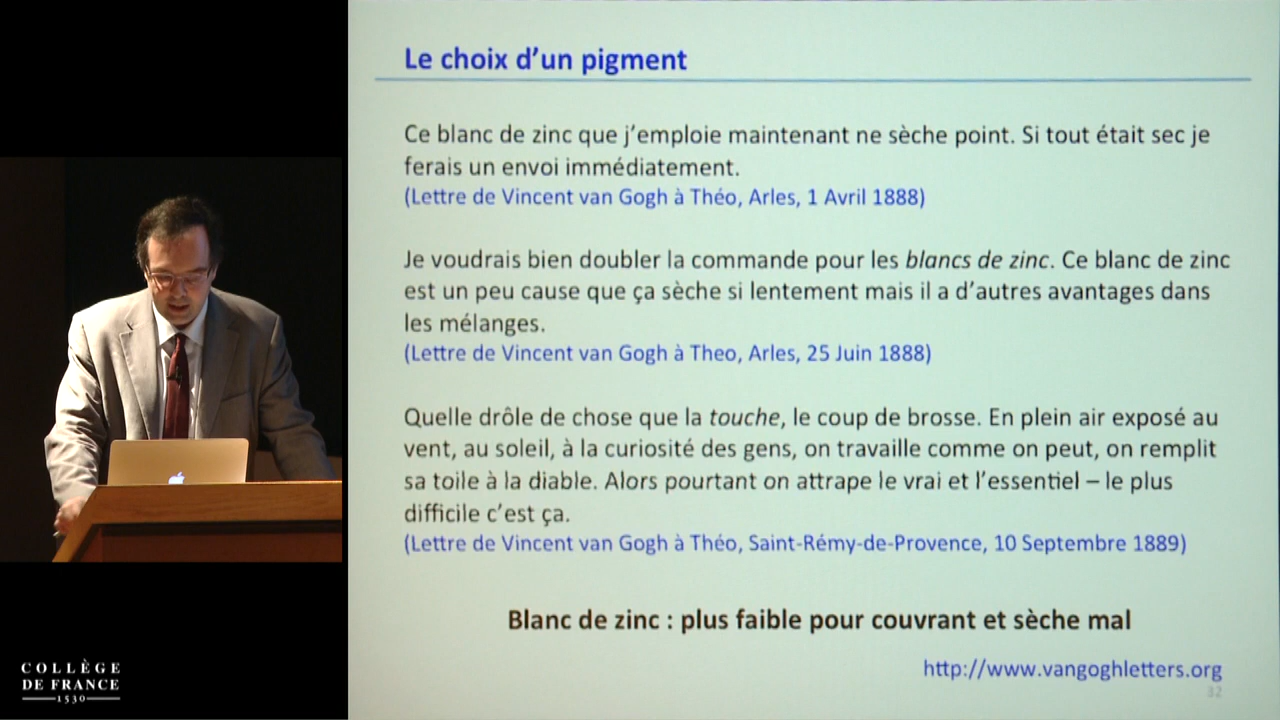 Le choix d'un pigment
Ce blanc de zinc que j'emploie maintenant ne sèche point. Si tout était sec je
ferais un envoi immédiatement.
(Lettre de Vincent van Gogh à Théo, Arles, 1 Avril 1888)
Je voudrais bien doubler la commande pour les blancs de zinc. Ce blanc de zinc
est un peu cause que ça sèche si lentement mais il a d'autres avantages dans
les mélanges.
(Lettre de Vincent van Gogh à Theo, Arles, 25 Juin 1888)
Quelle drôle de chose que la touche, le coup de brosse. En plein air exposé au
vent, au soleil, à la curiosité des gens, on travaille comme on peut, on remplit
sa toile à la diable. Alors pourtant on attrape le vrai et l'essentiel – le plus
difficile c'est ça.
(Lettre de Vincent van Gogh à Théo, Saint-Rémy-de-Provence, 10 Septembre 1889)
Blanc de zinc : plus faible pour couvrant et sèche mal
http://www.vangoghletters.org
32
COLLÈGE
DE FRANCE
1530